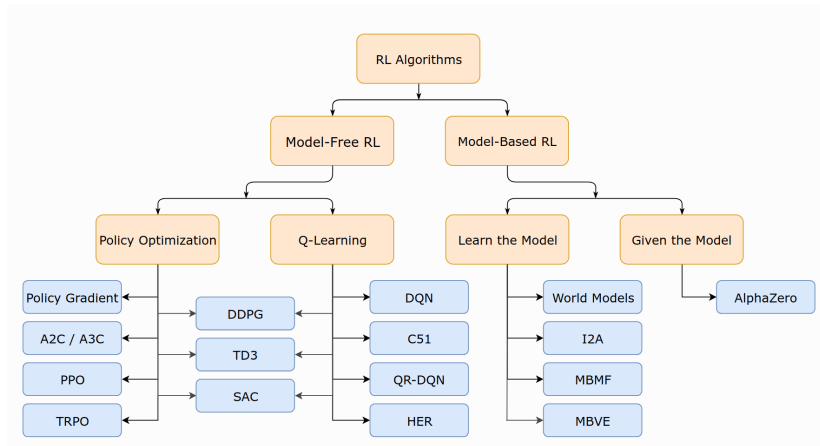 RL Algorithms
Model-Free RL
Model-Based RL
Policy Optimization
Q-Learning
Learn the Model
Given the Model
Policy Gradient
DDPG
DQN
World Models
AlphaZero
A2C / A3C
TD3
C51
I2A
PPO
SAC
QR-DQN
MBMF
TRPO
HER
MBVE